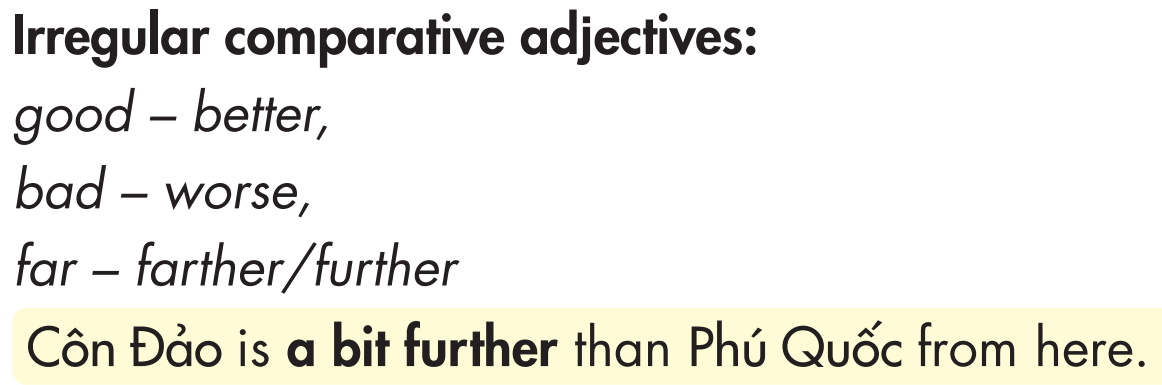 Irregular comparative adjectives:
good – better,
bad – worse,
far – farther/further
Côn Đảo is a bit further than Phú Quốc from here.